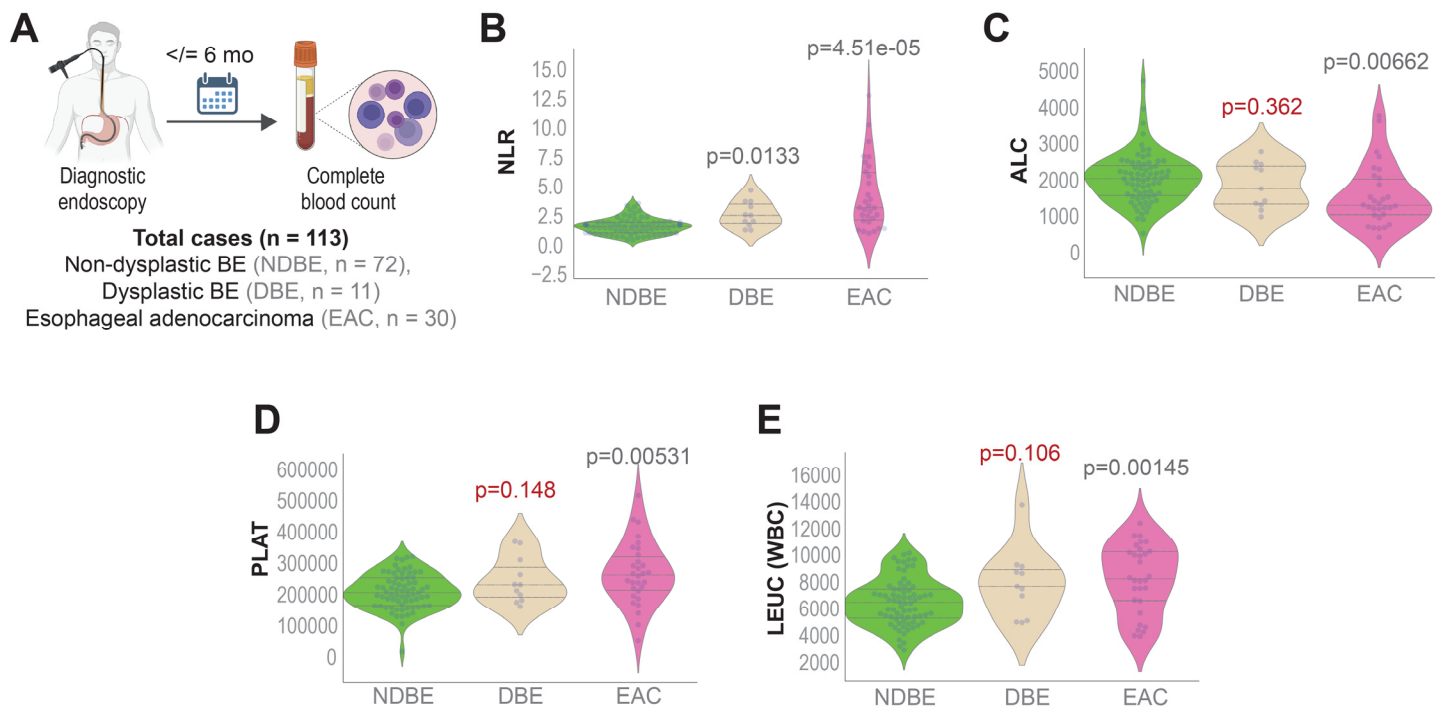 A
</= 6 mo
Diagnostic
endoscopy
Complete
blood count
Total cases (n = 113)
Non-dysplastic BE (NDBE, n = 72),
Dysplastic BE (DBE, n = 11)
Esophageal adenocarcinoma (EAC, n = 30)
B
p=4.51e-05
p=0.0133
NLR
15.0
12.5
10.0
7.5
5.0
2.5
0.0
−2.5
NDBE
DBE
EAC
C
p=0.00662
p=0.362
ALC
5000
4000
3000
2000
1000
0
NDBE
DBE
EAC
D
p=0.00531
p=0.148
PLAT
600000
500000
400000
300000
200000
100000
0
NDBE
DBE
EAC
E
p=0.106
p=0.00145
LEUC (WBC)
16000
14000
12000
10000
8000
6000
4000
2000
NDBE
DBE
EAC